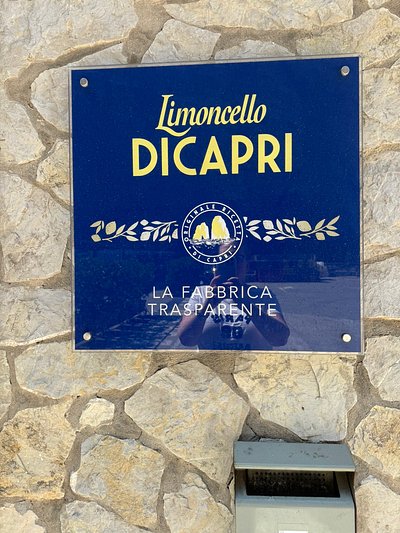 Limoncello
DICAPRI
ORIGINALE RICETTA
DI CAPRI
LA FABBRICA
TRASPARENTE